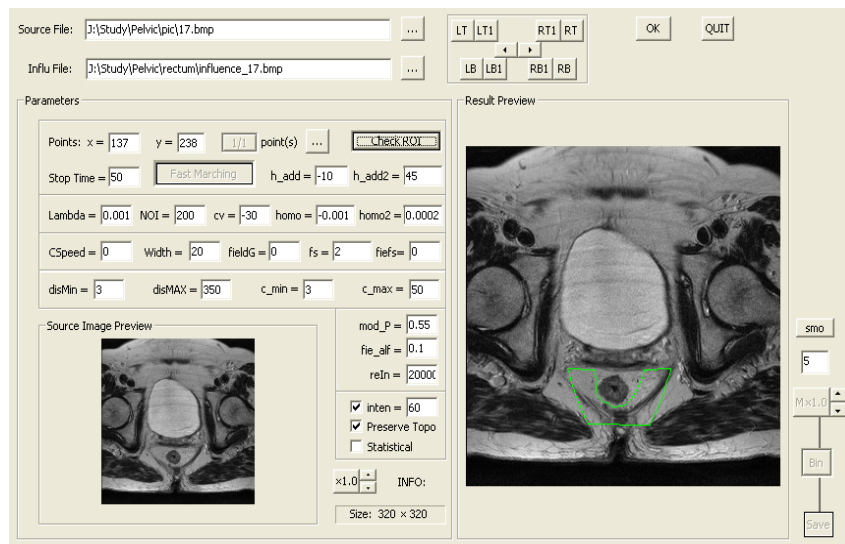 Source File: J:\Study\Pelvic\pic\17.bmp ... LT LT1 RT1 RT OK QUIT
Influ File: J:\Study\Pelvic\rectum\influence_17.bmp ... LB LB1 RB1 RB
Parameters
Result Preview
Points: x = 137 y = 238 1/1 point(s) ... Check ROI
Stop Time = 50 Fast Marching h_add = -10 h_add2 = 45
Lambda = 0.001 NOI = 200 cv = -30 homo = -0.001 homo2 = 0.0002
CSpeed = 0 Width = 20 fieldG = 0 fs = 2 fiefs= 0
disMin = 3 disMAX = 350 c_min = 3 c_max = 50
Source Image Preview
mod_P = 0.55
fie_alf = 0.1
reIn = 2000
inten = 60
Preserve Topo
Statistical
×1.0 INFO:
Size: 320 × 320
smo
5
M×1.0
Bin
Save